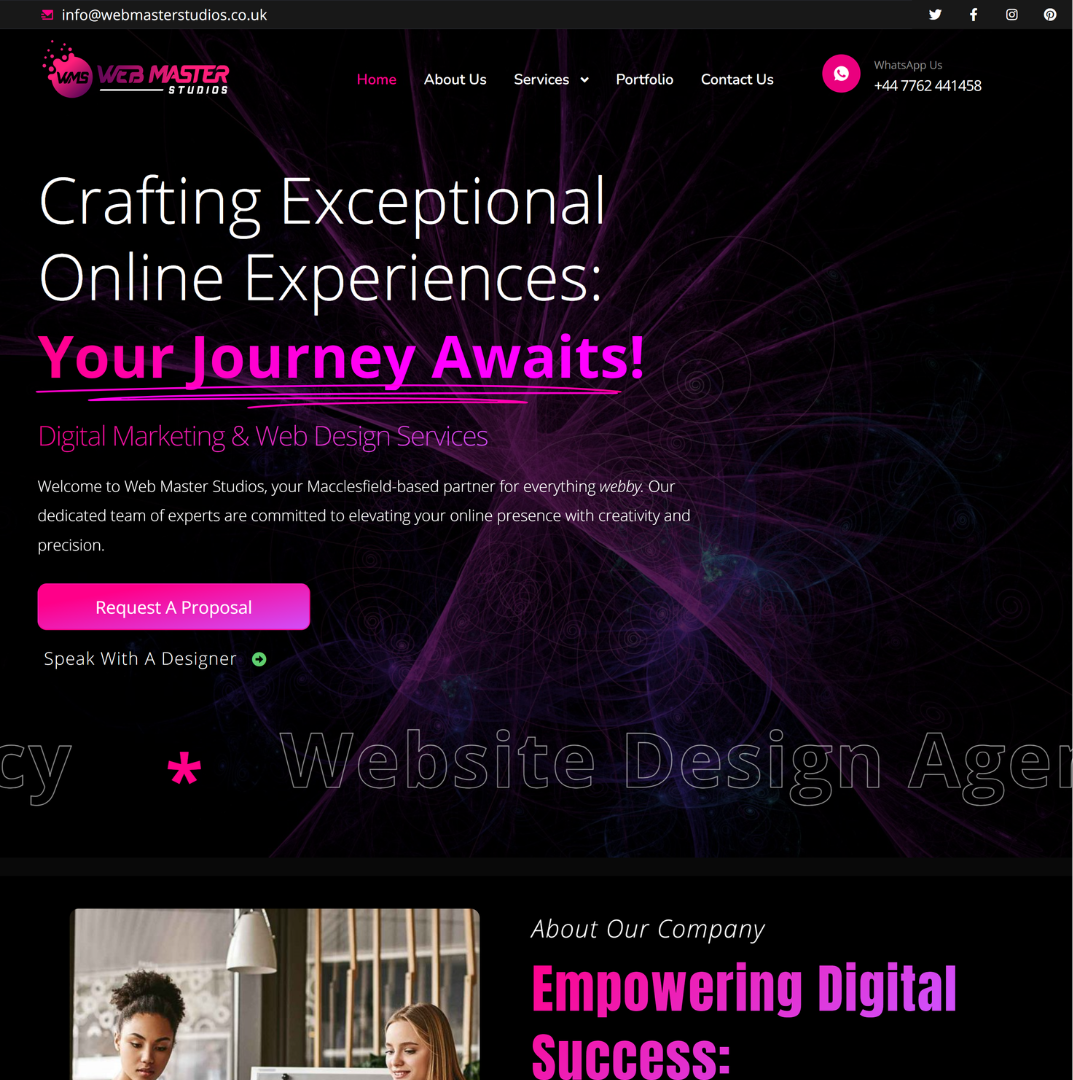 info@webmasterstudios.co.uk
WMS WEB MASTER
STUDIOS
Home About Us Services Portfolio Contact Us
WhatsApp Us
+44 7762 441458
Crafting Exceptional
Online Experiences:
Your Journey Awaits!
Digital Marketing & Web Design Services
Welcome to Web Master Studios, your Macclesfield-based partner for everything webby. Our
dedicated team of experts are committed to elevating your online presence with creativity and
precision.
Request A Proposal
Speak With A Designer
cy * Website Design Agen
About Our Company
Empowering Digital
Success: